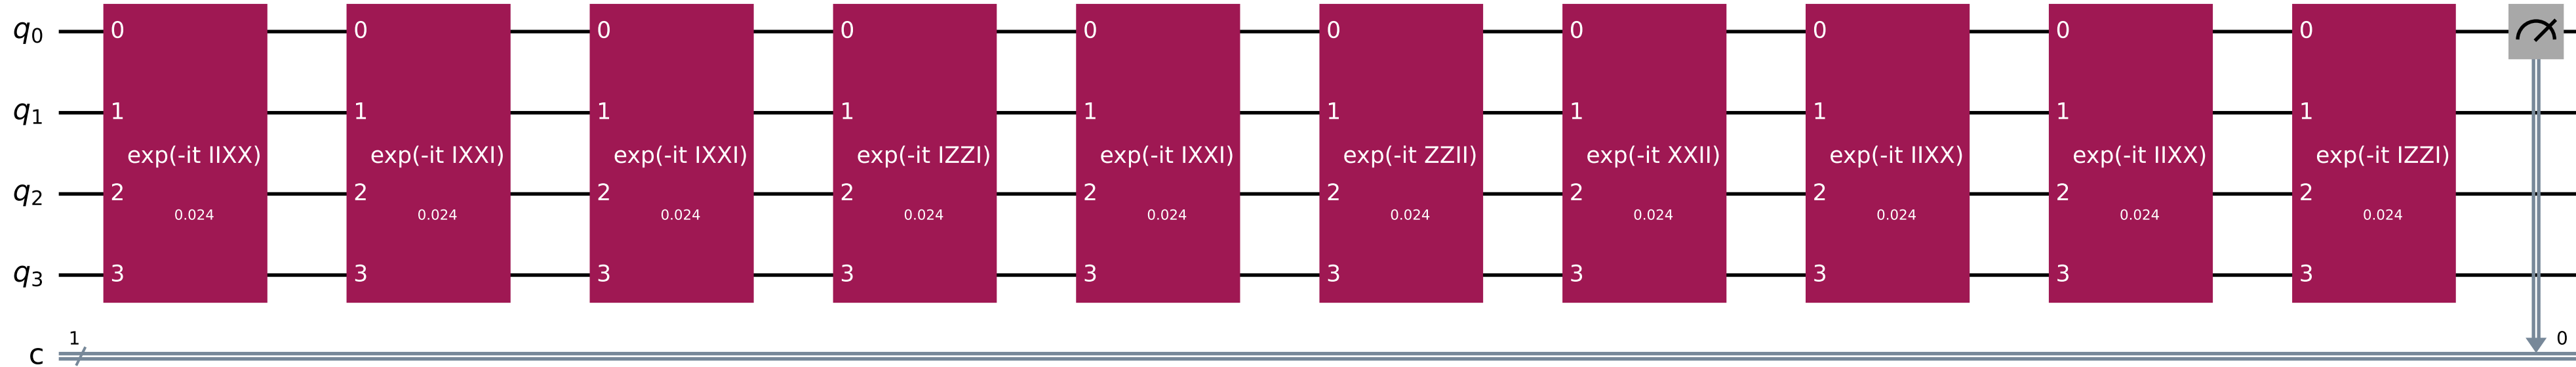 q0 0 0 0 0 0 0 0 0 0 0
q1 1 1 1 1 1 1 1 1 1 1
exp(-it IIXX) exp(-it IXXI) exp(-it IXXI) exp(-it IZZI) exp(-it IXXI) exp(-it ZZII) exp(-it XXII) exp(-it IIXX) exp(-it IIXX) exp(-it IZZI)
q2 2 2 2 2 2 2 2 2 2 2
0.024 0.024 0.024 0.024 0.024 0.024 0.024 0.024 0.024 0.024
q3 3 3 3 3 3 3 3 3 3 3
1 0
c